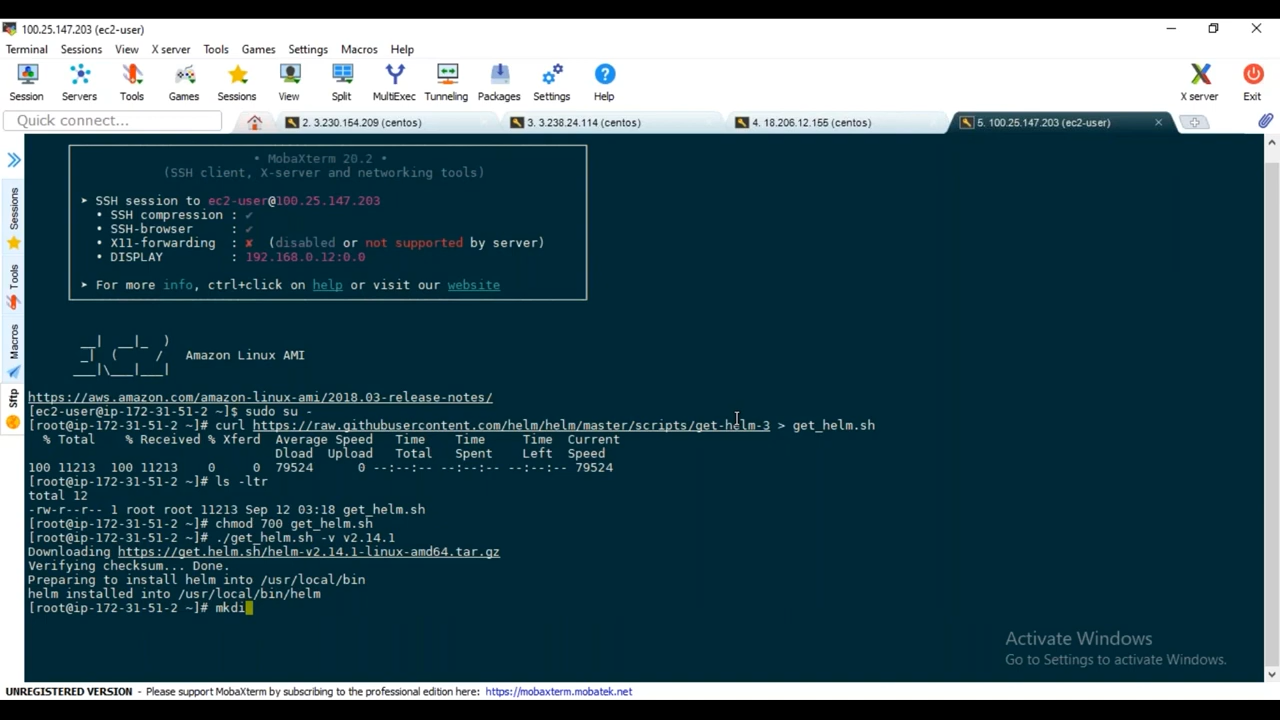 100.25.147.203 (ec2-user)
Terminal Sessions View X server Tools Games Settings Macros Help
Session Servers Tools Games Sessions View Split MultiExec Tunneling Packages Settings Help X server Exit
Quick connect... 2. 3.230.154.209 (centos) 3. 3.238.24.114 (centos) 4. 18.206.12.155 (centos) 5. 100.25.147.203 (ec2-user)
Sessions
Tools
Macros
Sftp
• MobaXterm 20.2 •
(SSH client, X-server and networking tools)
➤ SSH session to ec2-user@100.25.147.203
• SSH compression : ✔
• SSH-browser : ✔
• X11-forwarding : ✘ (disabled or not supported by server)
• DISPLAY : 192.168.0.12:0.0
➤ For more info, ctrl+click on help or visit our website
__| __|_ )
_| ( / Amazon Linux AMI
___|\___|___|
https://aws.amazon.com/amazon-linux-ami/2018.03-release-notes/
[ec2-user@ip-172-31-51-2 ~]$ sudo su -
[root@ip-172-31-51-2 ~]# curl https://raw.githubusercontent.com/helm/helm/master/scripts/get-helm-3 > get_helm.sh
% Total % Received % Xferd Average Speed Time Time Time Current
Dload Upload Total Spent Left Speed
100 11213 100 11213 0 0 79524 0 --:--:-- --:--:-- --:--:-- 79524
[root@ip-172-31-51-2 ~]# ls -ltr
total 12
-rw-r--r-- 1 root root 11213 Sep 12 03:18 get_helm.sh
[root@ip-172-31-51-2 ~]# chmod 700 get_helm.sh
[root@ip-172-31-51-2 ~]# ./get_helm.sh -v v2.14.1
Downloading https://get.helm.sh/helm-v2.14.1-linux-amd64.tar.gz
Verifying checksum... Done.
Preparing to install helm into /usr/local/bin
helm installed into /usr/local/bin/helm
[root@ip-172-31-51-2 ~]# mkdi
Activate Windows
Go to Settings to activate Windows.
UNREGISTERED VERSION - Please support MobaXterm by subscribing to the professional edition here: https://mobaxterm.mobatek.net